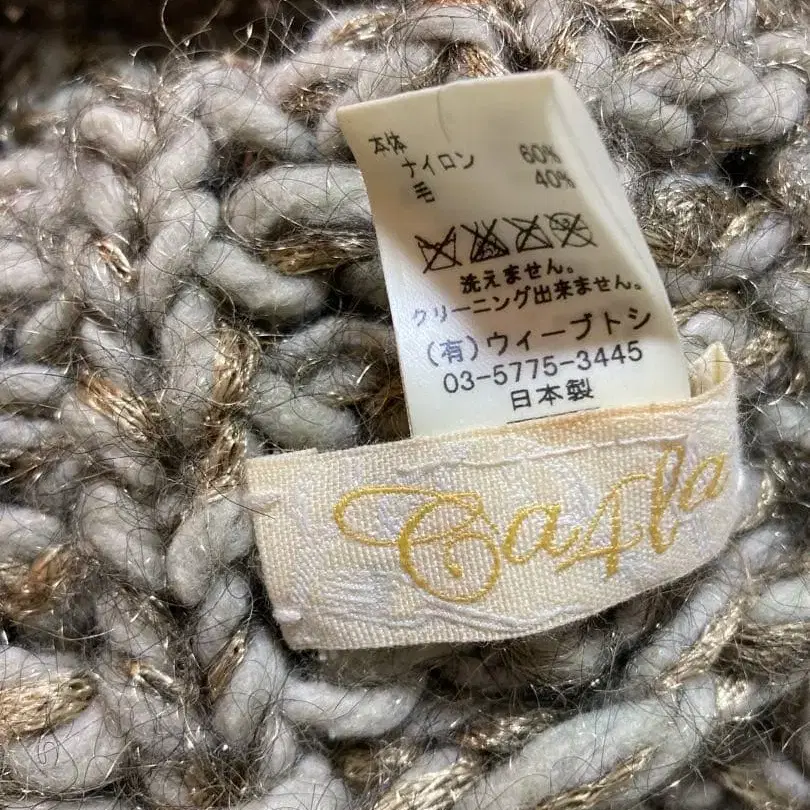 本体
ナイロン 60%
毛 40%
洗えません。
クリーニング出来ません。
(有)ウィーブトシ
03-5775-3445
日本製
Ca4la